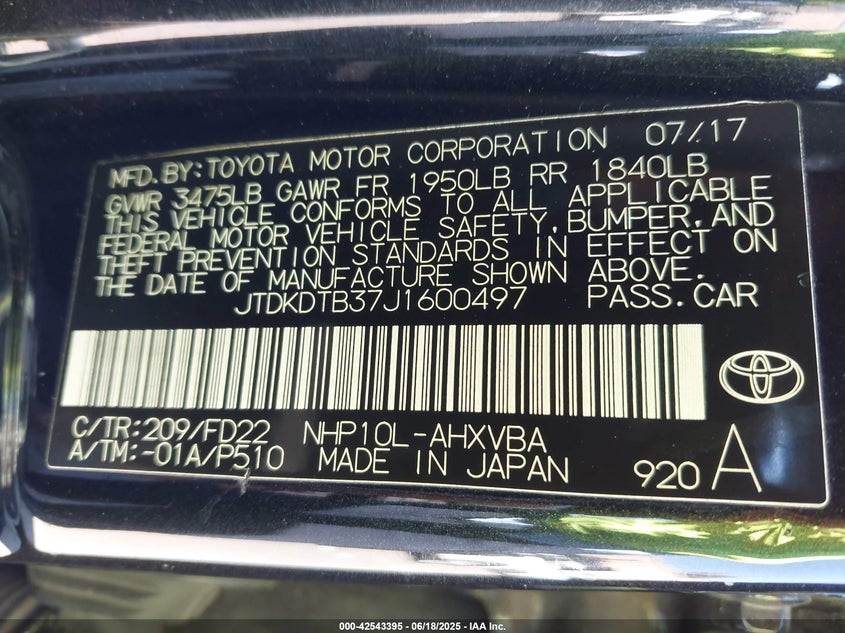 MFD.BY:TOYOTA MOTOR CORPORATION 07/17
GVWR 3475LB GAWR FR 1950LB RR 1840LB
THIS VEHICLE CONFORMS TO ALL APPLICABLE
FEDERAL MOTOR VEHICLE SAFETY,BUMPER,AND
THEFT PREVENTION STANDARDS IN EFFECT ON
THE DATE OF MANUFACTURE SHOWN ABOVE.
JTDKDTB37J1600497 PASS.CAR
C/TR:209/FD22 NHP10L-AHXVBA
A/TM:-01A/P510 MADE IN JAPAN 920 A
000-42543395 - 06/18/2025 - IAA Inc.